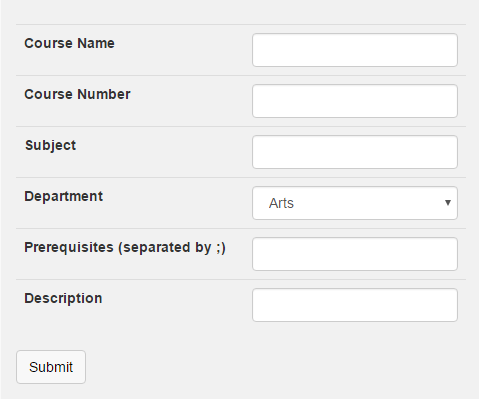 Course Name
Course Number
Subject
Department
Arts
Prerequisites (separated by ;)
Description
Submit